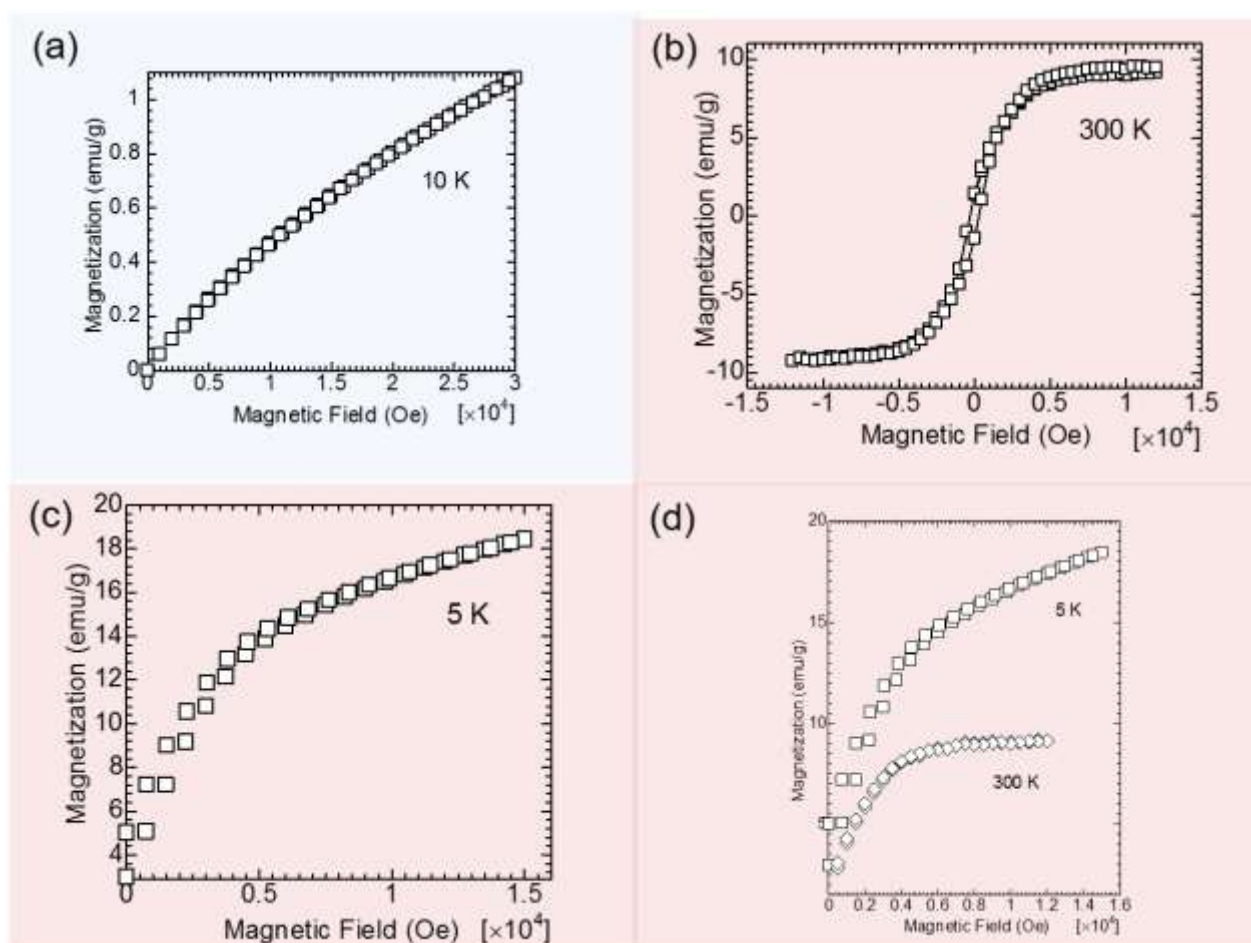 (a)
1
0.8
0.6
0.4
0.2
0
Magnetization (emu/g)
10 K
0 0.5 1 1.5 2 2.5 3
Magnetic Field (Oe) [×10⁴]
(b)
10
5
0
-5
-10
Magnetization (emu/g)
300 K
-1.5 -1 -0.5 0 0.5 1 1.5
Magnetic Field (Oe) [×10⁴]
(c)
20
18
16
14
12
10
8
6
4
Magnetization (emu/g)
5 K
0 0.5 1 1.5
Magnetic Field (Oe) [×10⁴]
(d)
20
10
Magnetization (emu/g)
5 K
300 K
0 0.2 0.4 0.6 0.8 1 1.2 1.4 1.6
Magnetic Field (Oe) [×10⁴]